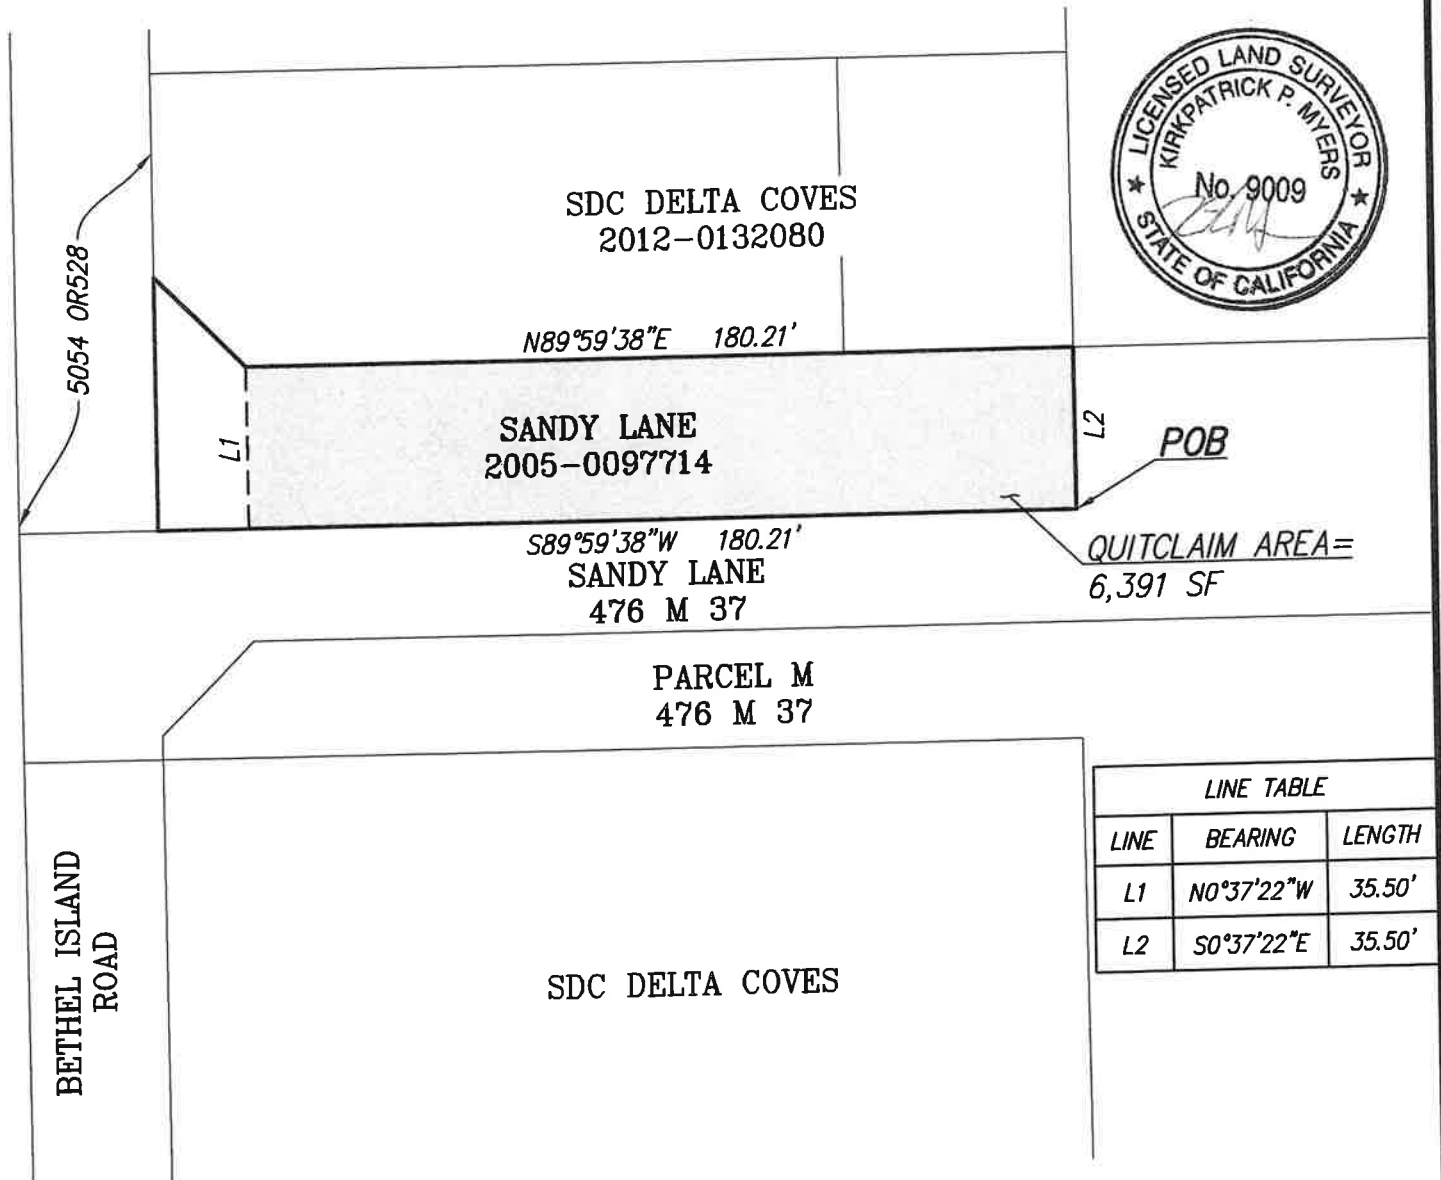 LICENSED LAND SURVEYOR
KIRKPATRICK P. MYERS
No. 9009
★ STATE OF CALIFORNIA ★
SDC DELTA COVES
2012-0132080
5054 OR528
N89°59'38"E 180.21'
L1
SANDY LANE
2005-0097714
L2
POB
S89°59'38"W 180.21'
QUITCLAIM AREA=
6,391 SF
SANDY LANE
476 M 37
PARCEL M
476 M 37
LINE TABLE
LINE BEARING LENGTH
L1 N0°37'22"W 35.50'
L2 S0°37'22"E 35.50'
BETHEL ISLAND
ROAD
SDC DELTA COVES